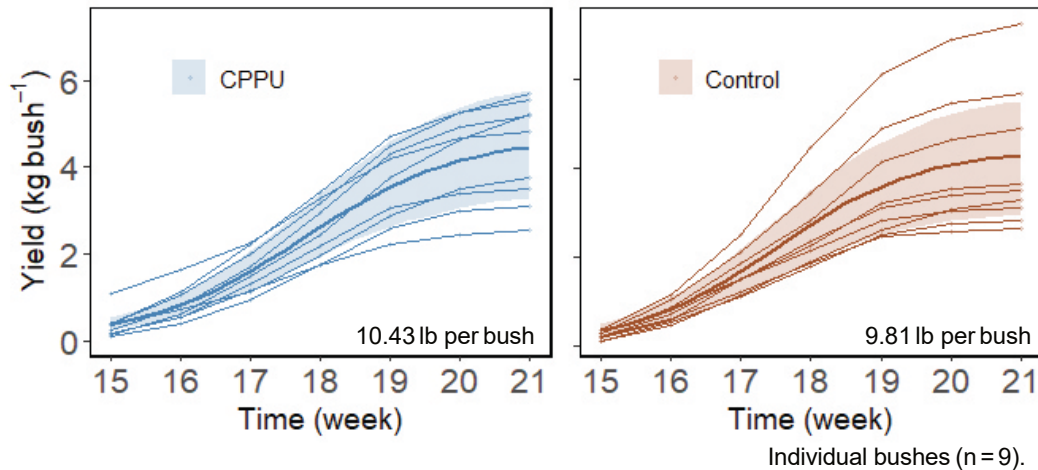 Yield (kg bush⁻¹)
6
4
2
0
CPPU
10.43 lb per bush
15 16 17 18 19 20 21
Time (week)
Control
9.81 lb per bush
15 16 17 18 19 20 21
Time (week)
Individual bushes (n = 9).